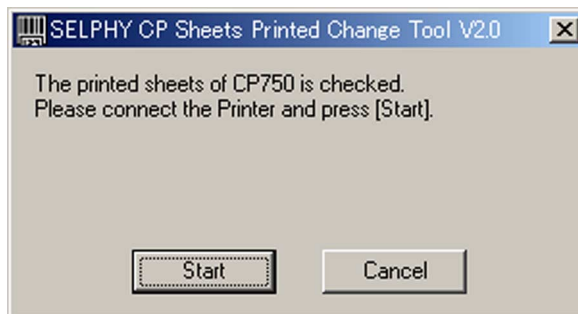 SELPHY CP Sheets Printed Change Tool V2.0
The printed sheets of CP750 is checked.
Please connect the Printer and press [Start].
Start
Cancel